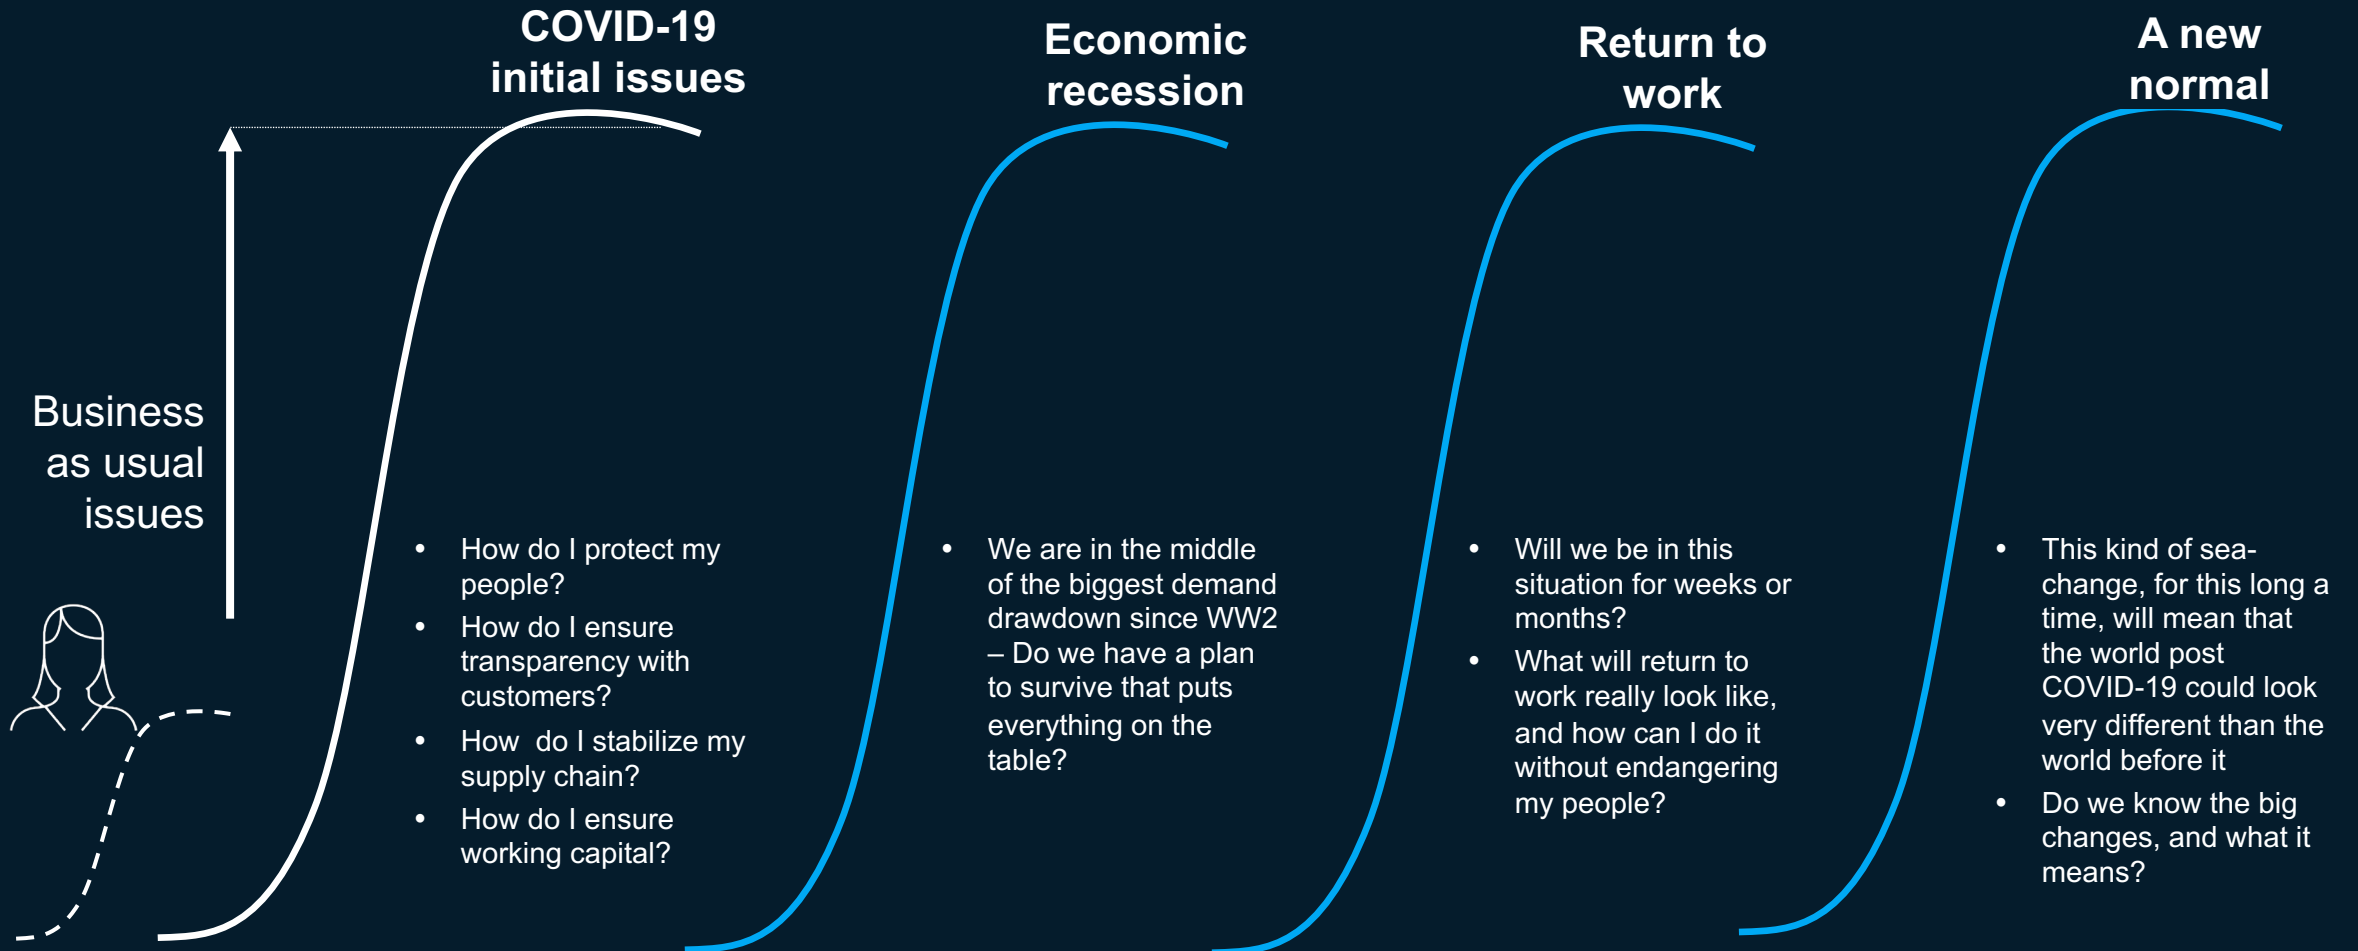 COVID-19
initial issues
Economic
recession
Return to
work
A new
normal
Business
as usual
issues
• How do I protect my
people?
• How do I ensure
transparency with
customers?
• How  do I stabilize my
supply chain?
• How do I ensure
working capital?
• We are in the middle
of the biggest demand
drawdown since WW2
– Do we have a plan
to survive that puts
everything on the
table?
• Will we be in this
situation for weeks or
months?
• What will return to
work really look like,
and how can I do it
without endangering
my people?
• This kind of sea-
change, for this long a
time, will mean that
the world post
COVID-19 could look
very different than the
world before it
• Do we know the big
changes, and what it
means?